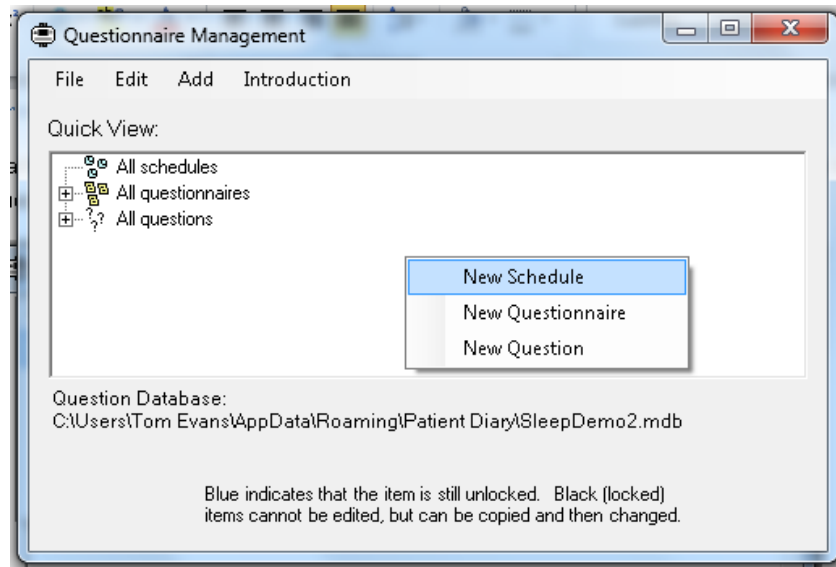 Questionnaire Management
File Edit Add Introduction
Quick View:
All schedules
All questionnaires
All questions
New Schedule
New Questionnaire
New Question
Question Database:
C:\Users\Tom Evans\AppData\Roaming\Patient Diary\SleepDemo2.mdb
Blue indicates that the item is still unlocked. Black (locked)
items cannot be edited, but can be copied and then changed.